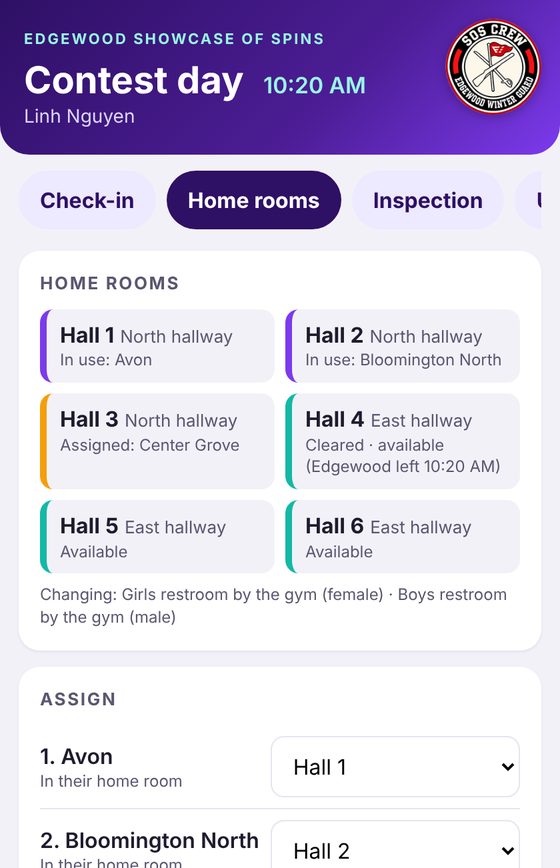 EDGEWOOD SHOWCASE OF SPINS
Contest day 10:20 AM
Linh Nguyen
SOS CREW
EDGEWOOD WINTER GUARD
Check-in
Home rooms
Inspection
HOME ROOMS
Hall 1 North hallway
In use: Avon
Hall 2 North hallway
In use: Bloomington North
Hall 3 North hallway
Assigned: Center Grove
Hall 4 East hallway
Cleared · available
(Edgewood left 10:20 AM)
Hall 5 East hallway
Available
Hall 6 East hallway
Available
Changing: Girls restroom by the gym (female) · Boys restroom
by the gym (male)
ASSIGN
1. Avon
In their home room
Hall 1
2. Bloomington North
In their home room
Hall 2